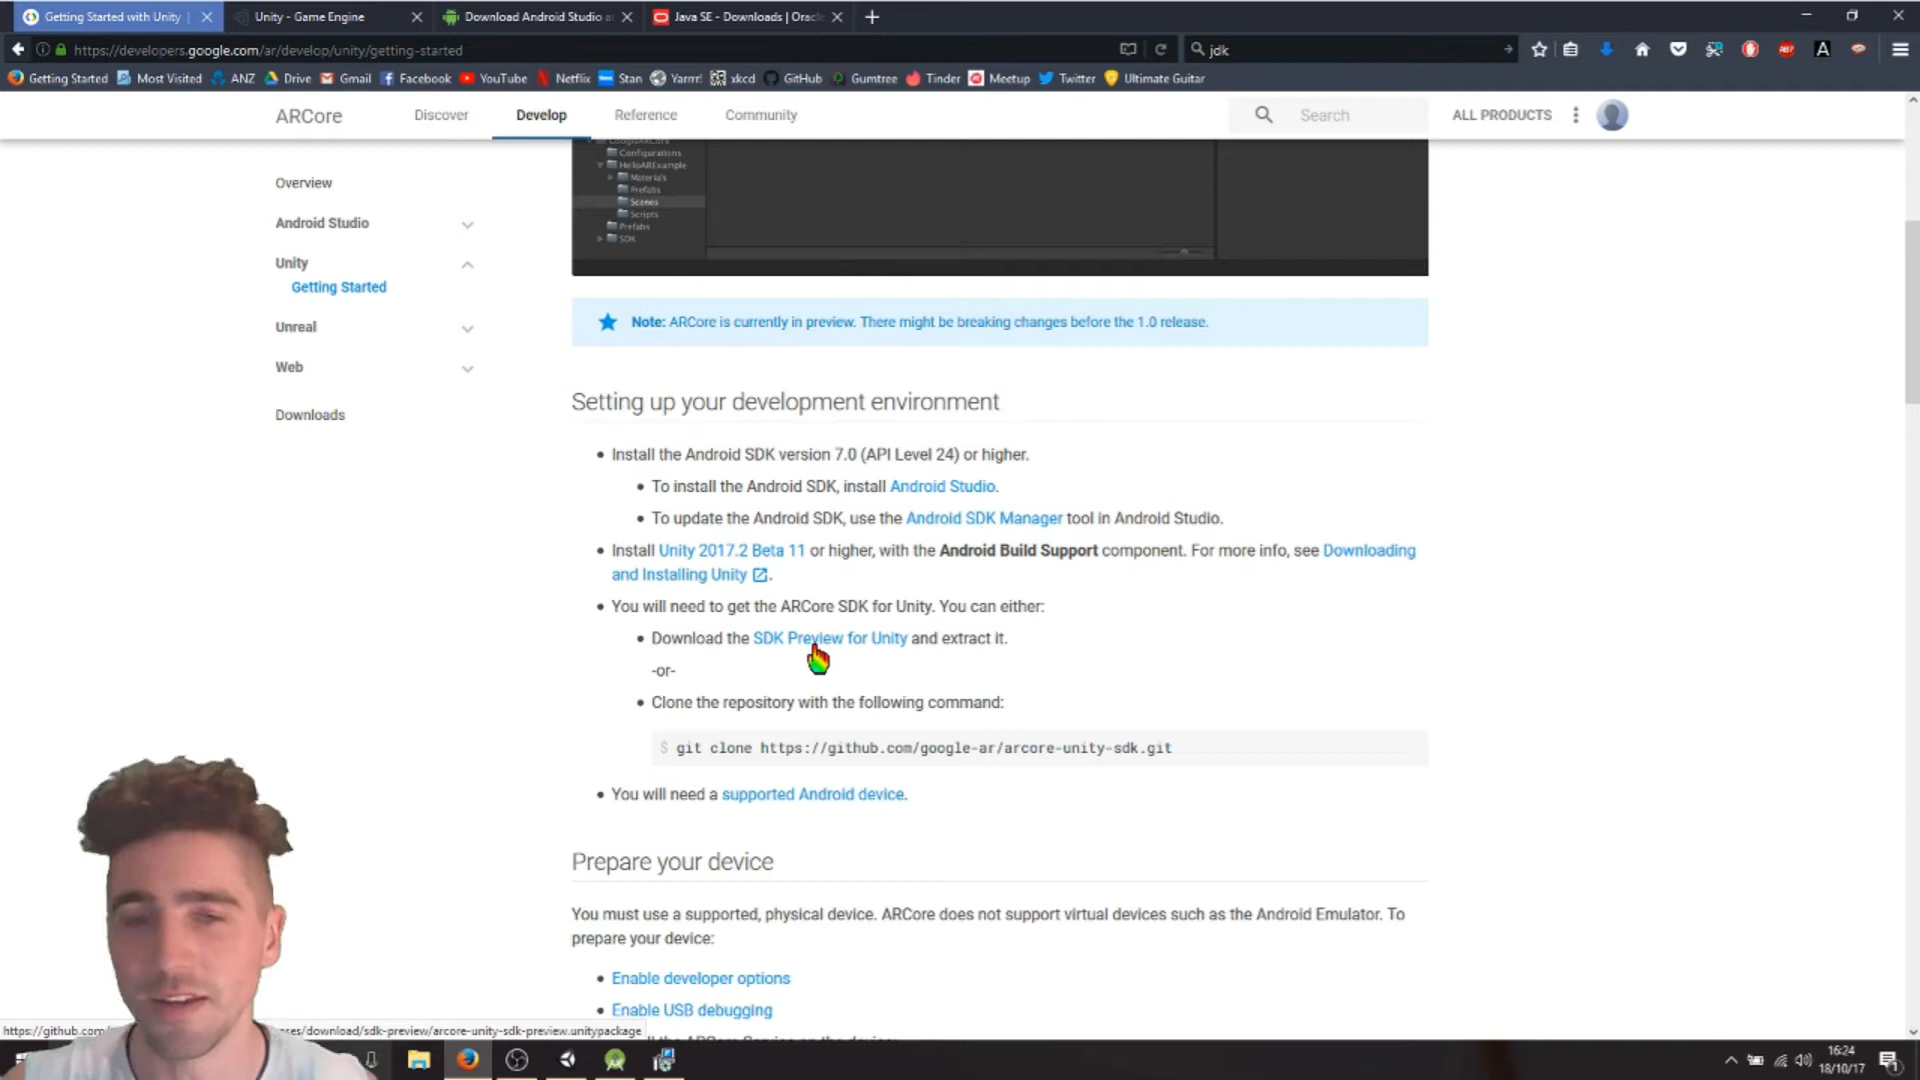 Getting Started with Unity |
Unity - Game Engine
Download Android Studio a
Java SE - Downloads | Oracl
https://developers.google.com/ar/develop/unity/getting-started
jdk
Getting Started
Most Visited
ANZ
Drive
Gmail
Facebook
YouTube
Netflix
Stan
Yarrr!
xkcd
GitHub
Gumtree
Tinder
Meetup
Twitter
Ultimate Guitar
ARCore
Discover
Develop
Reference
Community
Search
ALL PRODUCTS
Configurations
HelloARExample
Materials
Prefabs
Scenes
Scripts
Prefabs
SDK
Overview
Android Studio
Unity
Getting Started
Unreal
Web
Downloads
Note: ARCore is currently in preview. There might be breaking changes before the 1.0 release.
Setting up your development environment
Install the Android SDK version 7.0 (API Level 24) or higher.
To install the Android SDK, install Android Studio.
To update the Android SDK, use the Android SDK Manager tool in Android Studio.
Install Unity 2017.2 Beta 11 or higher, with the Android Build Support component. For more info, see Downloading
and Installing Unity .
You will need to get the ARCore SDK for Unity. You can either:
Download the SDK Preview for Unity and extract it.
-or-
Clone the repository with the following command:
$ git clone https://github.com/google-ar/arcore-unity-sdk.git
You will need a supported Android device.
Prepare your device
You must use a supported, physical device. ARCore does not support virtual devices such as the Android Emulator. To
prepare your device:
Enable developer options
Enable USB debugging
https://github.com/ ses/download/sdk-preview/arcore-unity-sdk-preview.unitypackage
16:24
18/10/17